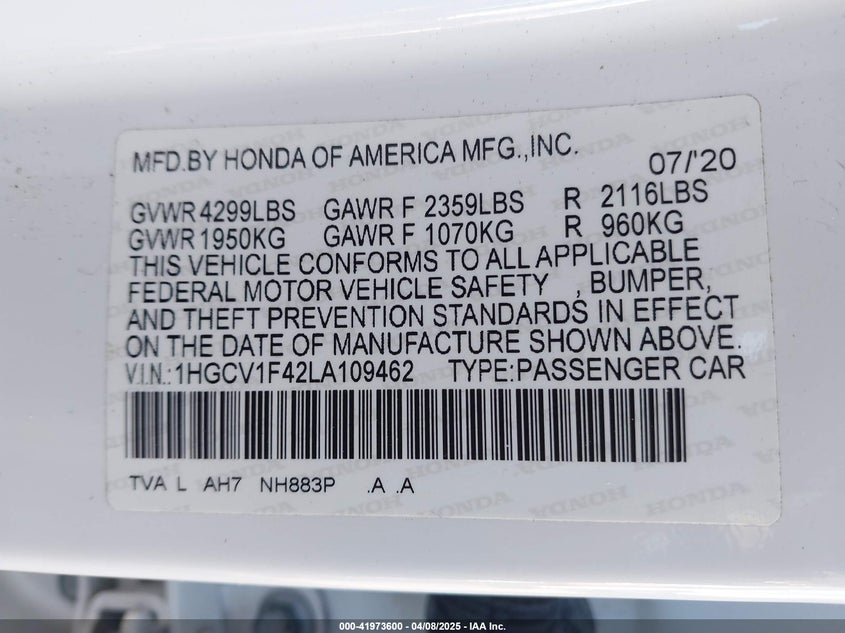 MFD.BY HONDA OF AMERICA MFG.,INC. 07/'20
GVWR 4299LBS GAWR F 2359LBS R 2116LBS
GVWR 1950KG GAWR F 1070KG R 960KG
THIS VEHICLE CONFORMS TO ALL APPLICABLE
FEDERAL MOTOR VEHICLE SAFETY , BUMPER,
AND THEFT PREVENTION STANDARDS IN EFFECT
ON THE DATE OF MANUFACTURE SHOWN ABOVE.
V.I.N.:1HGCV1F42LA109462 TYPE:PASSENGER CAR
TVA L AH7 NH883P .A .A
000-41973600 - 04/08/2025 - IAA Inc.